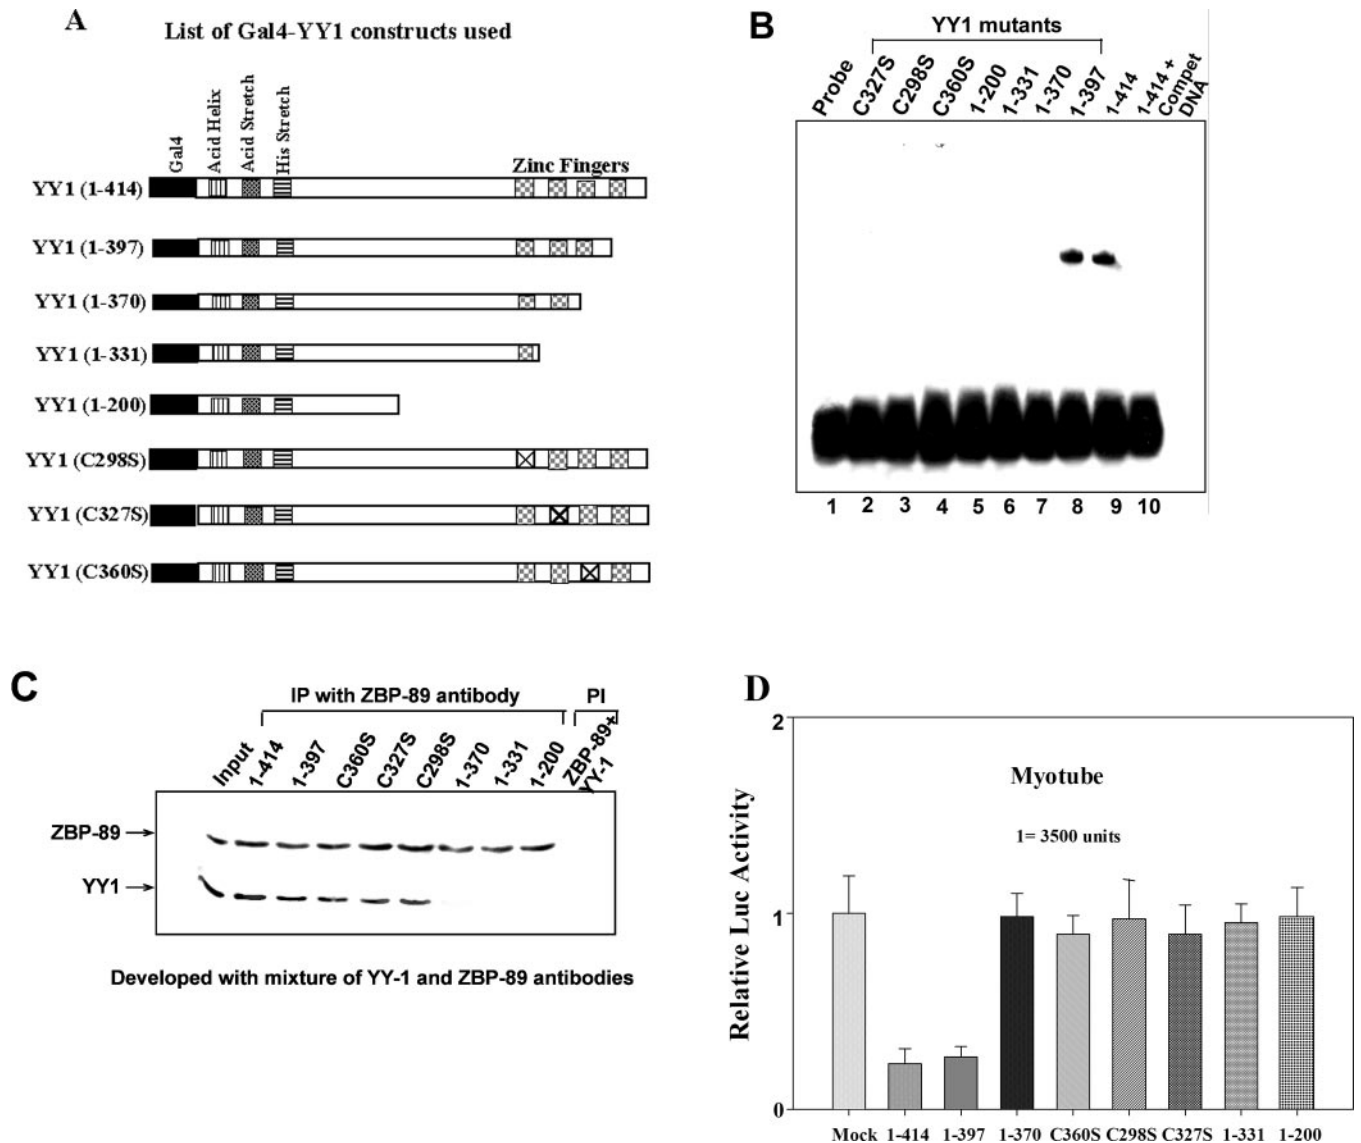 A
List of Gal4-YY1 constructs used
Gal4
Acid Helix
Acid Stretch
His Stretch
Zinc Fingers
YY1 (1-414)
YY1 (1-397)
YY1 (1-370)
YY1 (1-331)
YY1 (1-200)
YY1 (C298S)
YY1 (C327S)
YY1 (C360S)
B
YY1 mutants
Probe
C327S
C298S
C360S
1-200
1-331
1-370
1-397
1-414
1-414 +
Compet
DNA
1 2 3 4 5 6 7 8 9 10
C
IP with ZBP-89 antibody
PI
Input
1-414
1-397
C360S
C327S
C298S
1-370
1-331
1-200
ZBP-89+
YY-1
ZBP-89
YY1
Developed with mixture of YY-1 and ZBP-89 antibodies
D
Myotube
1= 3500 units
Relative Luc Activity
2
1
0
Mock 1-414 1-397 1-370 C360S C298S C327S 1-331 1-200